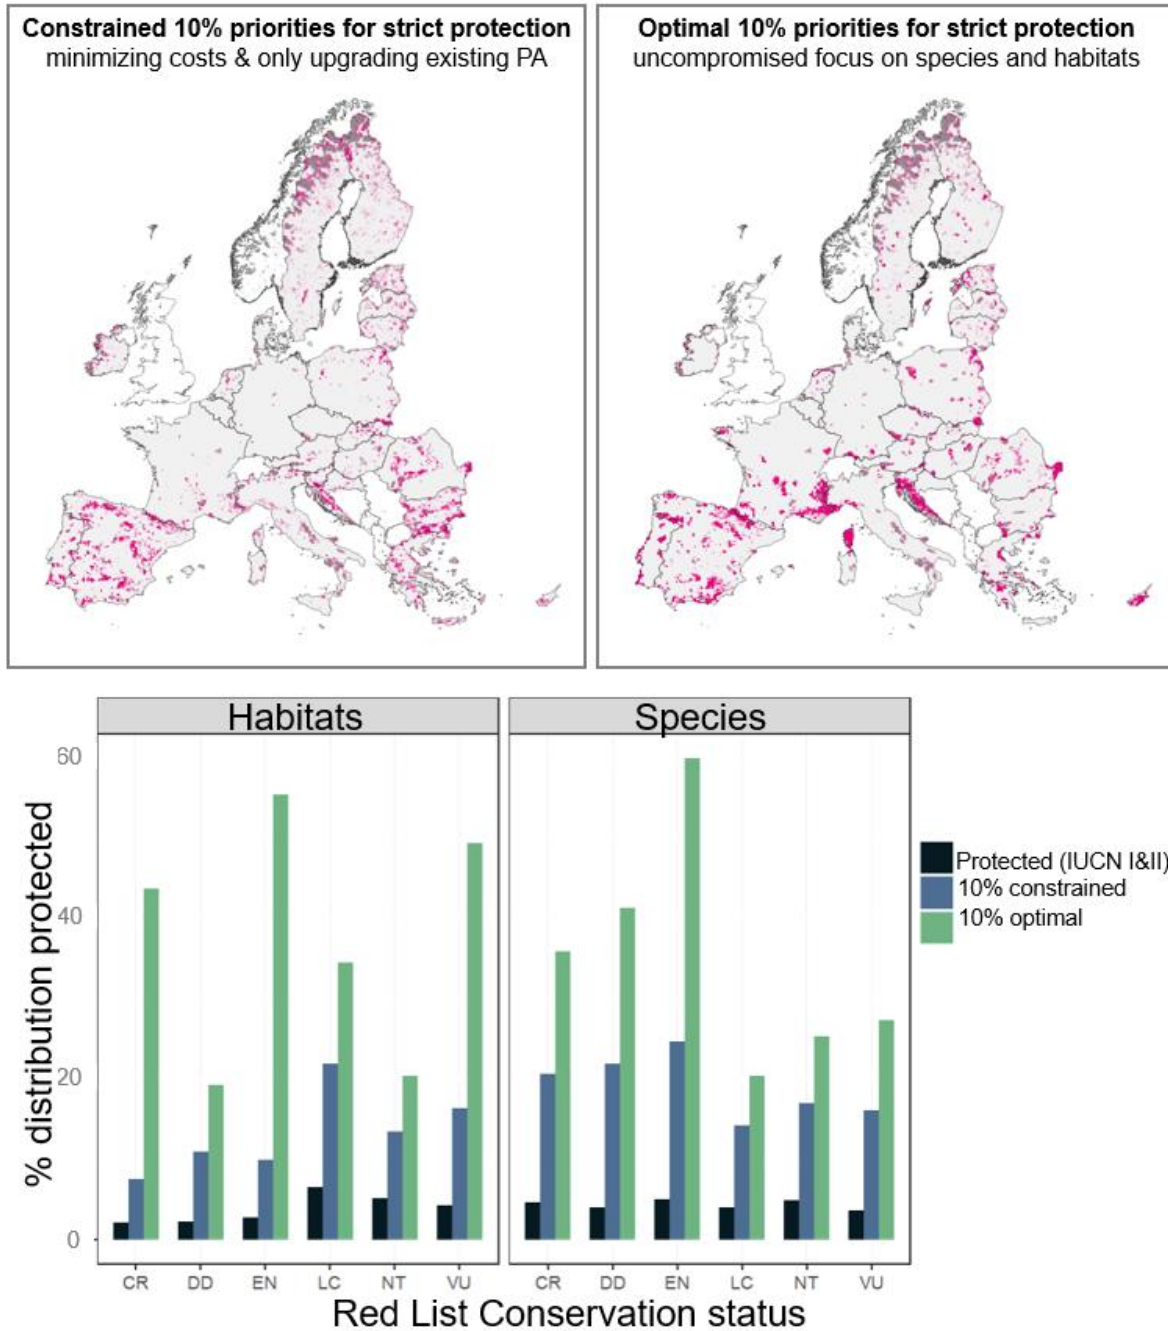 Constrained 10% priorities for strict protection
minimizing costs & only upgrading existing PA
Optimal 10% priorities for strict protection
uncompromised focus on species and habitats
Habitats
Species
60
40
20
0
% distribution protected
CR DD EN LC NT VU
CR DD EN LC NT VU
Red List Conservation status
Protected (IUCN I&II)
10% constrained
10% optimal